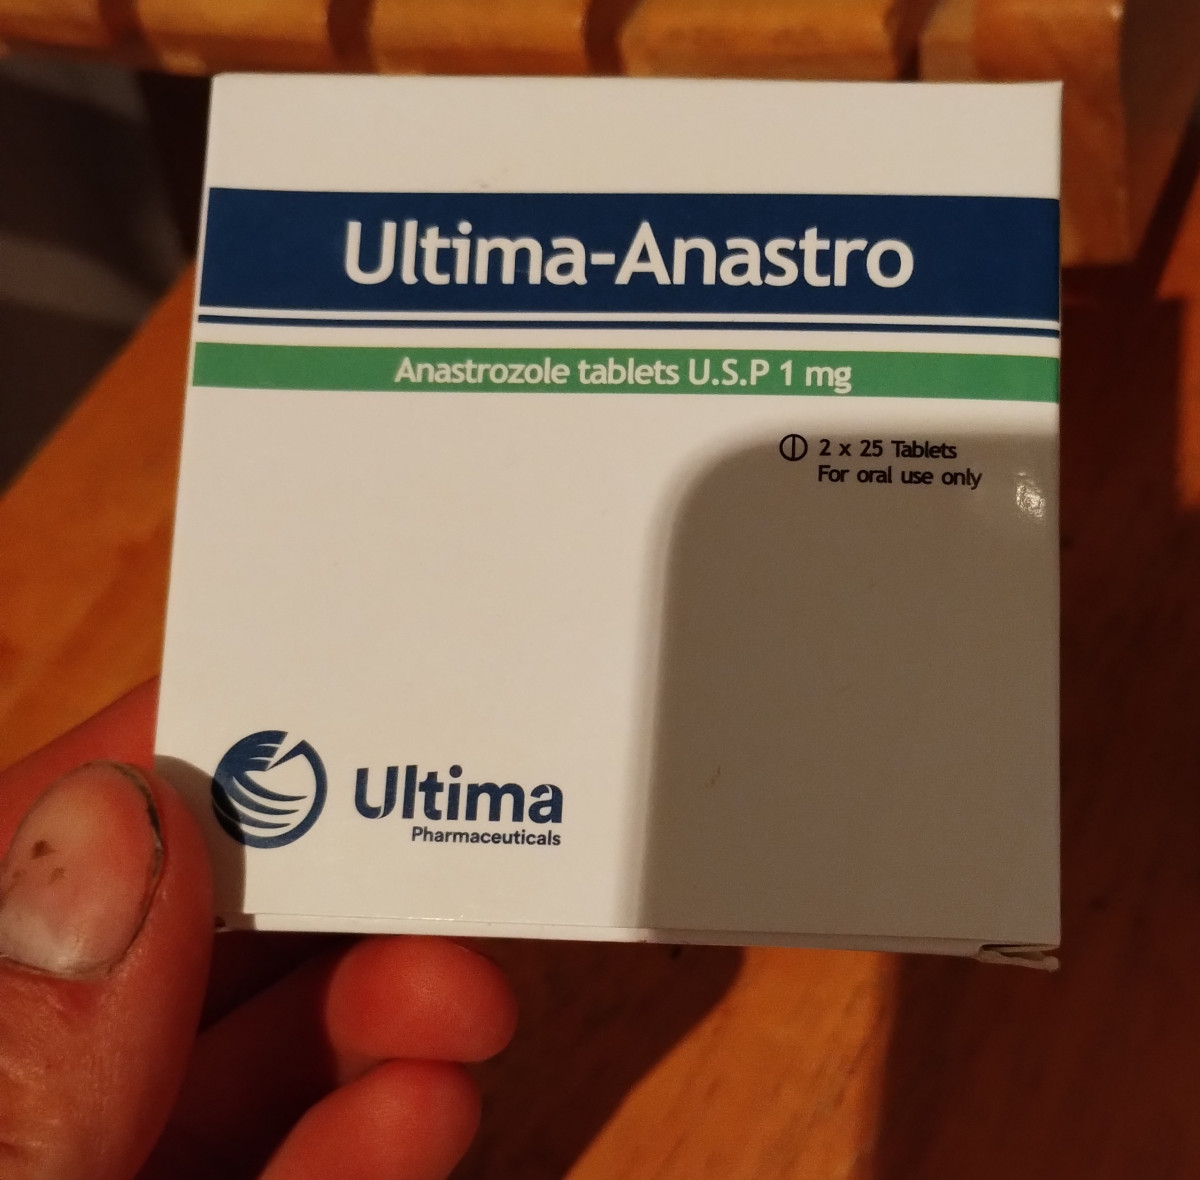 Ultima-Anastro
Anastrozole tablets U.S.P 1 mg
2 x 25 Tablets
For oral use only
Ultima
Pharmaceuticals